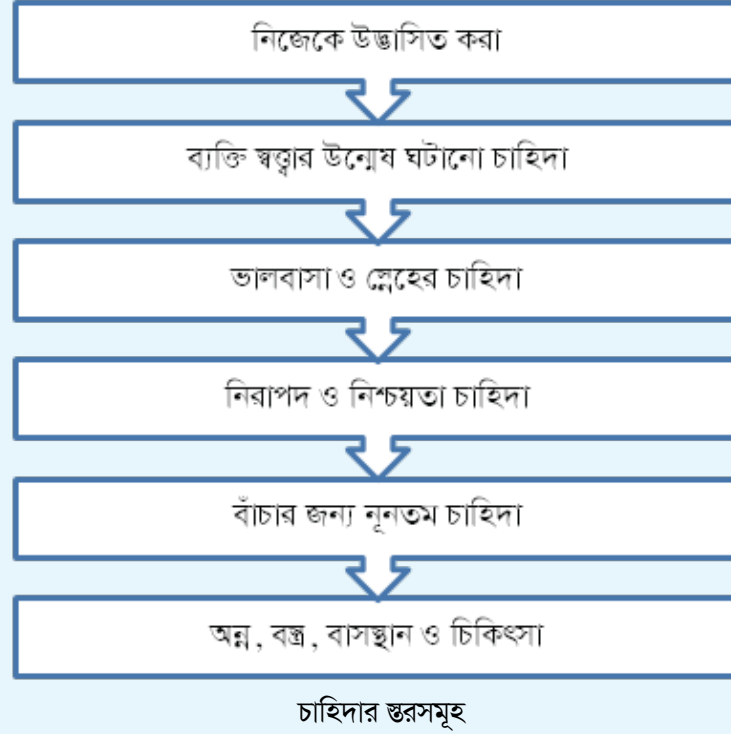 নিজেকে উদ্ভাসিত করা
ব্যক্তি স্বত্ত্বার উন্মেষ ঘটানো চাহিদা
ভালবাসা ও স্নেহের চাহিদা
নিরাপদ ও নিশ্চয়তা চাহিদা
বাঁচার জন্য নূনতম চাহিদা
অন্ন, বস্ত্র, বাসস্থান ও চিকিৎসা
চাহিদার স্তরসমূহ